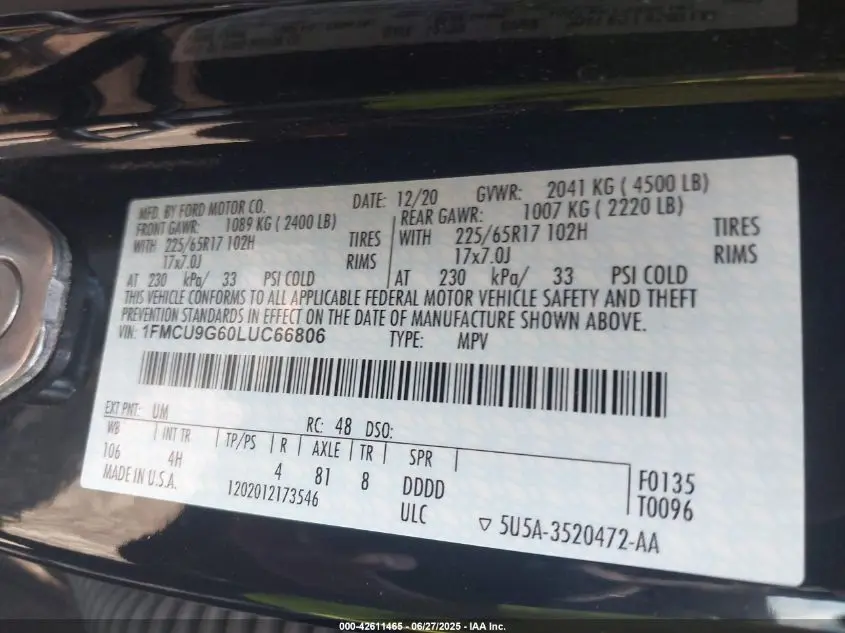 MFD. BY FORD MOTOR CO. DATE: 12/20 GVWR: 2041 KG ( 4500 LB)
FRONT GAWR: 1089 KG ( 2400 LB) REAR GAWR: 1007 KG ( 2220 LB)
WITH 225/65R17 102H TIRES WITH 225/65R17 102H TIRES
17x7.0J RIMS 17x7.0J RIMS
AT 230 kPa/ 33 PSI COLD AT 230 kPa/ 33 PSI COLD
THIS VEHICLE CONFORMS TO ALL APPLICABLE FEDERAL MOTOR VEHICLE SAFETY AND THEFT
PREVENTION STANDARDS IN EFFECT ON THE DATE OF MANUFACTURE SHOWN ABOVE.
VIN: 1FMCU9G60LUC66806 TYPE: MPV
EXT PNT: UM RC: 48 DSO:
WB INT TR TP/PS R AXLE TR SPR
106 4H 4 81 8 DDDD F0135
MADE IN U.S.A. 1202012173546 ULC T0096
▽ 5U5A-3520472-AA
000-42611465 - 06/27/2025 - IAA Inc.